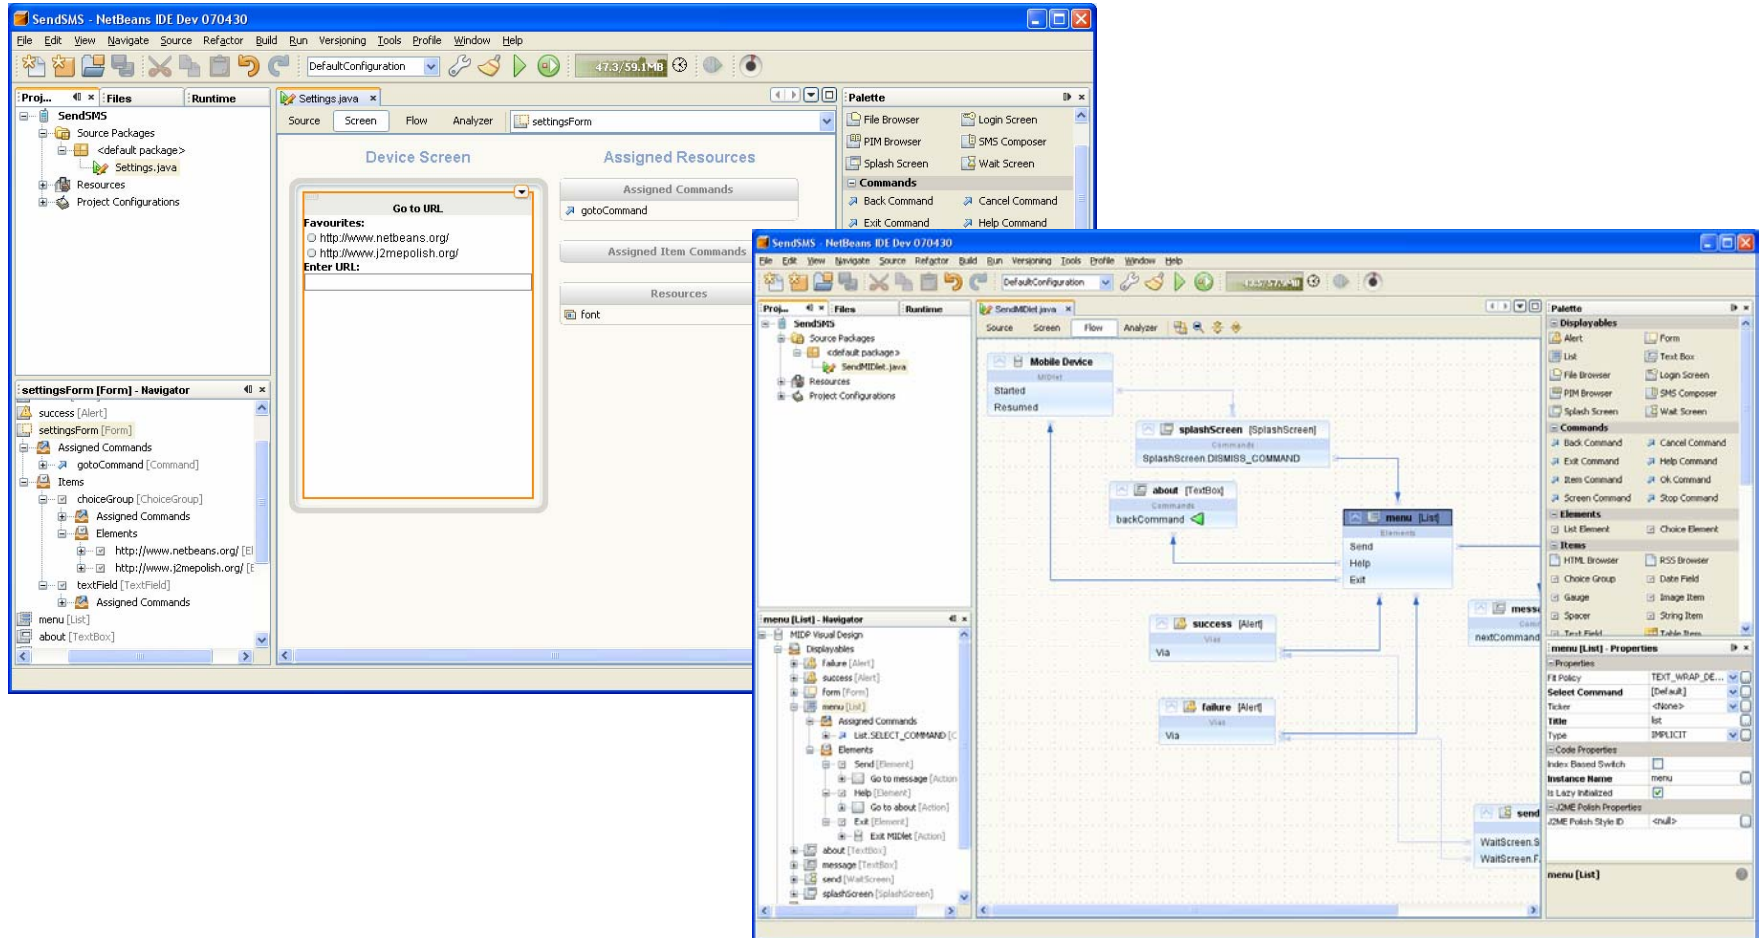 SendSMS - NetBeans IDE Dev 070430
File Edit View Navigate Source Refactor Build Run Versioning Tools Profile Window Help
DefaultConfiguration 47.3/59.1MB
Proj... Files Runtime
SendSMS
Source Packages
<default package>
Settings.java
Resources
Project Configurations
Settings.java
Source Screen Flow Analyzer settingsForm
Device Screen
Go to URL
Favourites:
http://www.netbeans.org/
http://www.j2mepolish.org/
Enter URL:
Assigned Resources
Assigned Commands
gotoCommand
Assigned Item Commands
Resources
font
Palette
File Browser Login Screen
PIM Browser SMS Composer
Splash Screen Wait Screen
Commands
Back Command Cancel Command
Exit Command Help Command
settingsForm [Form] - Navigator
success [Alert]
settingsForm [Form]
Assigned Commands
gotoCommand [Command]
Items
choiceGroup [ChoiceGroup]
Assigned Commands
Elements
http://www.netbeans.org/ [El
http://www.j2mepolish.org/ [E
textField [TextField]
Assigned Commands
menu [List]
about [TextBox]
SendSMS - NetBeans IDE Dev 070430
File Edit View Navigate Source Refactor Build Run Versioning Tools Profile Window Help
DefaultConfiguration
Proj... Files Runtime
SendSMS
Source Packages
<default package>
SendMIDlet.java
Resources
Project Configurations
SendMIDlet.java
Source Screen Flow Analyzer
Mobile Device
MIDlet
Started
Resumed
splashScreen [SplashScreen]
Commands
SplashScreen.DISMISS_COMMAND
about [TextBox]
Commands
backCommand
menu [List]
Elements
Send
Help
Exit
success [Alert]
Vias
Via
failure [Alert]
Vias
Via
messa
Com
nextCommand
send
WaitScreen.S
WaitScreen.F
Palette
Displayables
Alert Form
List Text Box
File Browser Login Screen
PIM Browser SMS Composer
Splash Screen Wait Screen
Commands
Back Command Cancel Command
Exit Command Help Command
Item Command Ok Command
Screen Command Stop Command
Elements
List Element Choice Element
Items
HTML Browser RSS Browser
Choice Group Date Field
Gauge Image Item
Spacer String Item
Text Field Table Item
menu [List] - Navigator
MIDP Visual Design
Displayables
failure [Alert]
success [Alert]
form [Form]
menu [List]
Assigned Commands
List.SELECT_COMMAND [C
Elements
Send [Element]
Go to message [Action
Help [Element]
Go to about [Action]
Exit [Element]
Exit MIDlet [Action]
about [TextBox]
message [TextBox]
send [WaitScreen]
splashScreen [SplashScreen]
menu [List] - Properties
Properties
Fit Policy TEXT_WRAP_DE...
Select Command [Default]
Ticker <None>
Title list
Type IMPLICIT
Code Properties
Index Based Switch
Instance Name menu
Is Lazy Initialized
J2ME Polish Properties
J2ME Polish Style ID <null>
menu [List]